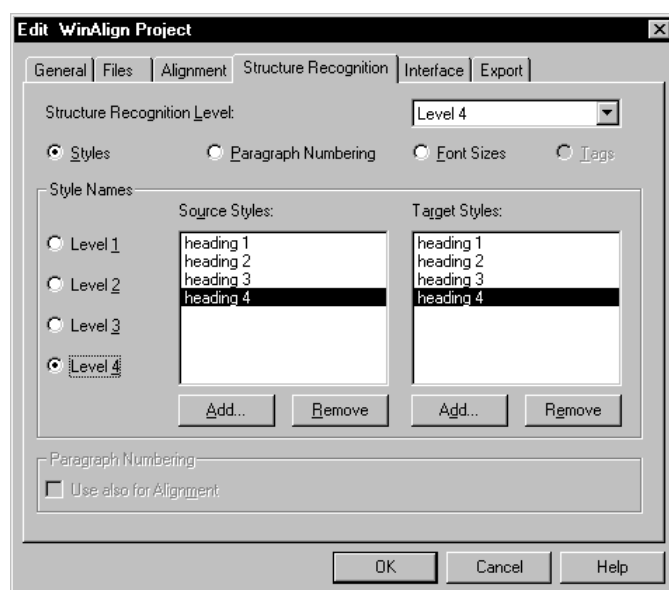 Edit WinAlign Project
General Files Alignment Structure Recognition Interface Export
Structure Recognition Level: Level 4
Styles Paragraph Numbering Font Sizes Tags
Style Names
Source Styles: Target Styles:
Level 1
Level 2
Level 3
Level 4
heading 1
heading 2
heading 3
heading 4
heading 1
heading 2
heading 3
heading 4
Add... Remove Add... Remove
Paragraph Numbering
Use also for Alignment
OK Cancel Help